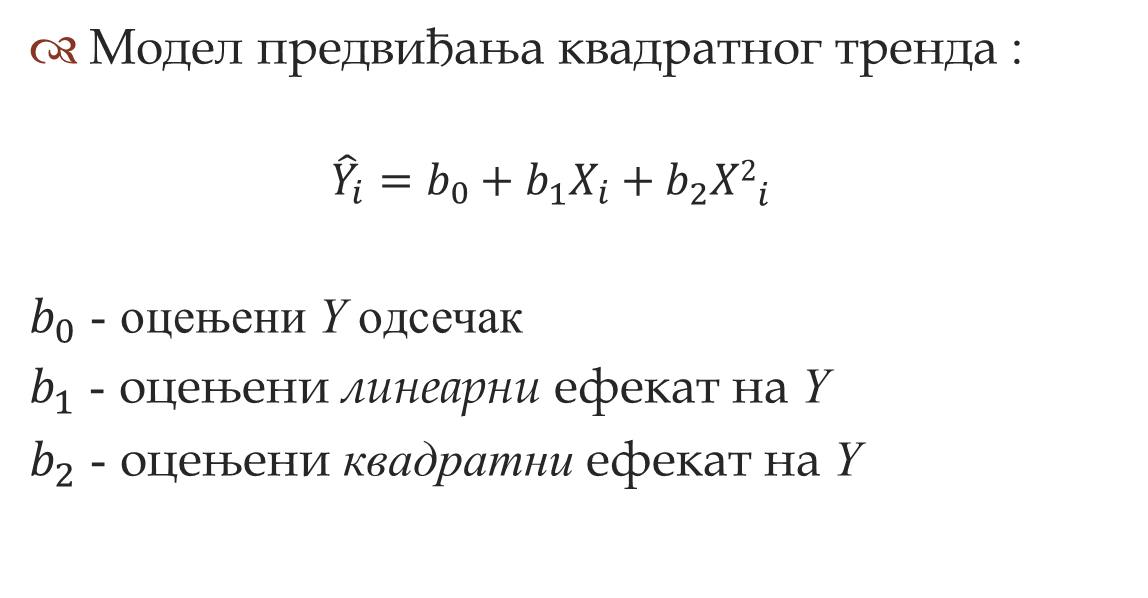 Модел предвиђања квадратног тренда :
Ŷᵢ = b₀ + b₁Xᵢ + b₂X²ᵢ
b₀ - оцењени Y одсечак
b₁ - оцењени линеарни ефекат на Y
b₂ - оцењени квадратни ефекат на Y